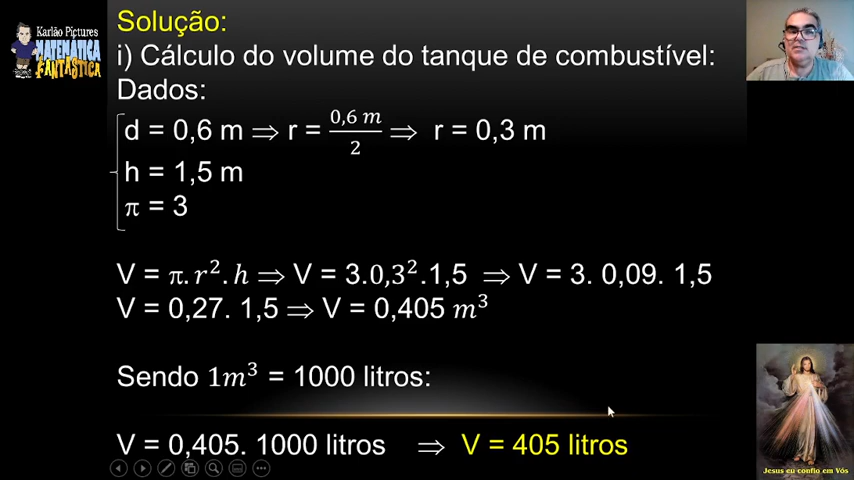 Karlão Pictures
MATEMÁTICA
FANTÁSTICA
Solução:
i) Cálculo do volume do tanque de combustível:
Dados:
d = 0,6 m ⟹ r = 0,6 m / 2 ⟹ r = 0,3 m
h = 1,5 m
π = 3
V = π.r².h ⟹ V = 3.0,3².1,5 ⟹ V = 3. 0,09. 1,5
V = 0,27. 1,5 ⟹ V = 0,405 m³
Sendo 1m³ = 1000 litros:
V = 0,405. 1000 litros ⟹ V = 405 litros
Jesus eu confio em Vós